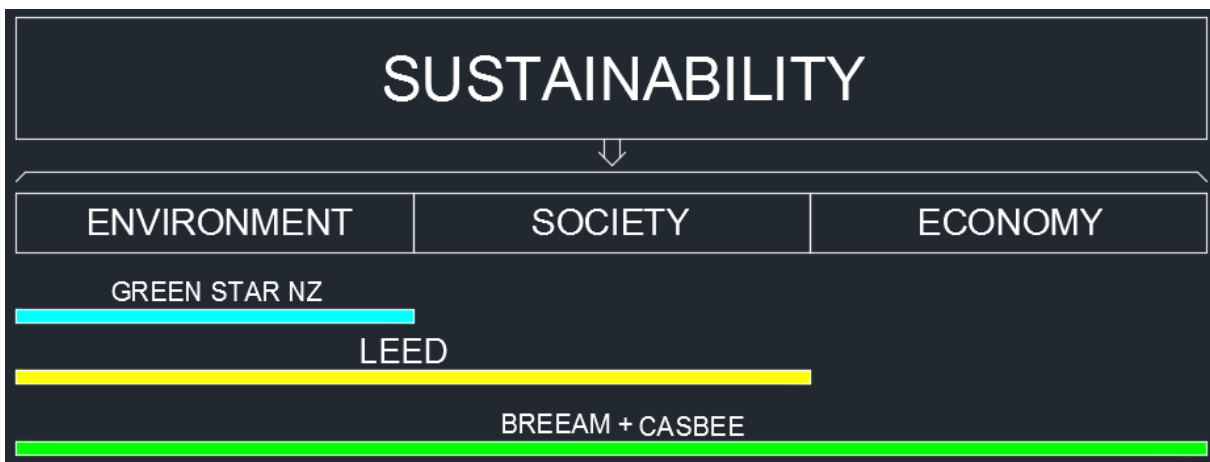 SUSTAINABILITY
ENVIRONMENT SOCIETY ECONOMY
GREEN STAR NZ
LEED
BREEAM + CASBEE